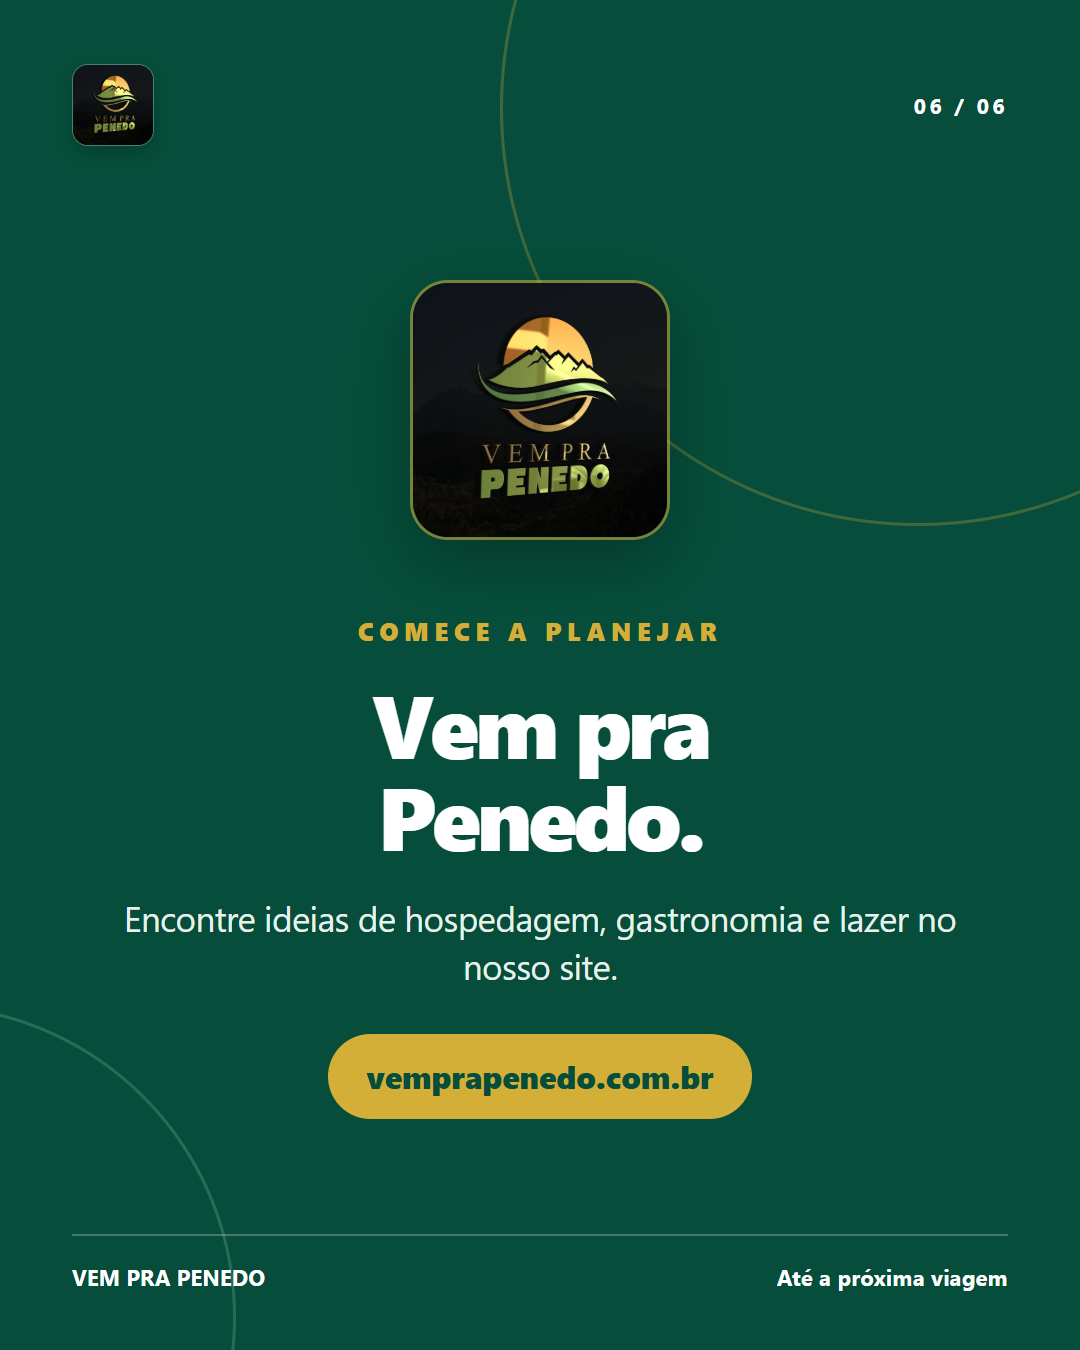 VEM PRA
PENEDO
06 / 06
VEM PRA
PENEDO
COMECE A PLANEJAR
Vem pra
Penedo.
Encontre ideias de hospedagem, gastronomia e lazer no
nosso site.
vemprapenedo.com.br
VEM PRA PENEDO
Até a próxima viagem